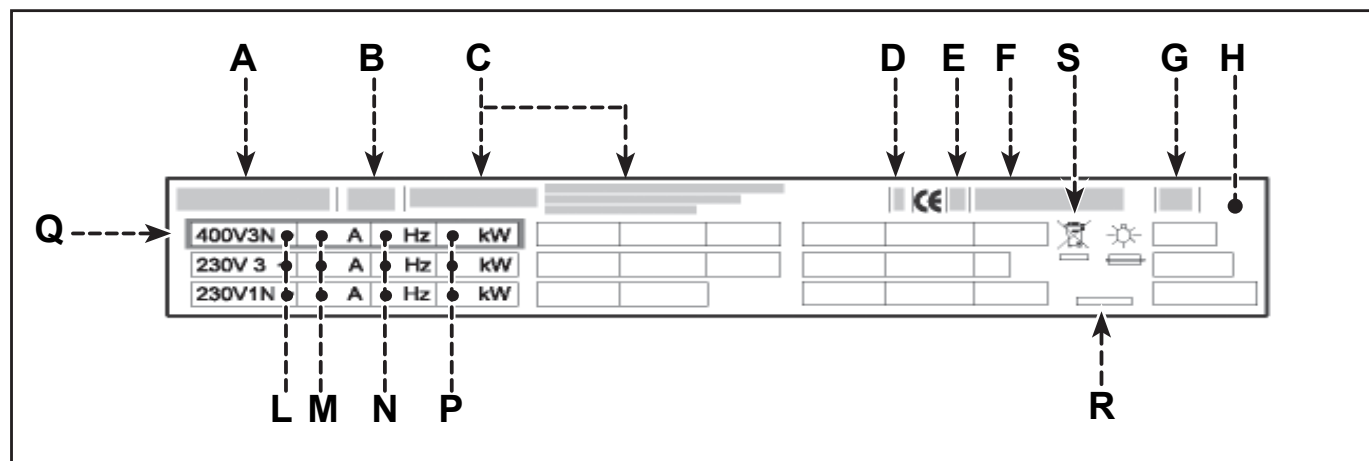 A B C D E F S G H
Q
CE
400V3N A Hz kW
230V 3 A Hz kW
230V1N A Hz kW
L M N P
R